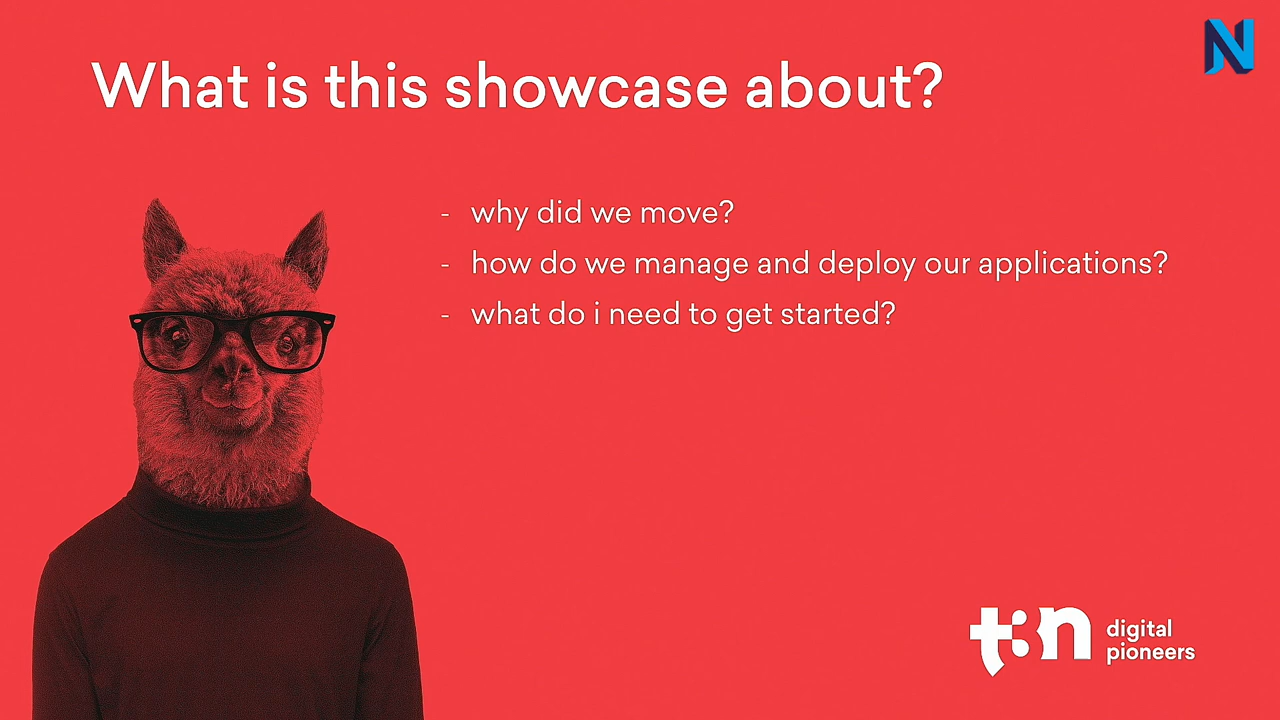 What is this showcase about?
- why did we move?
- how do we manage and deploy our applications?
- what do i need to get started?
t3n digital
pioneers